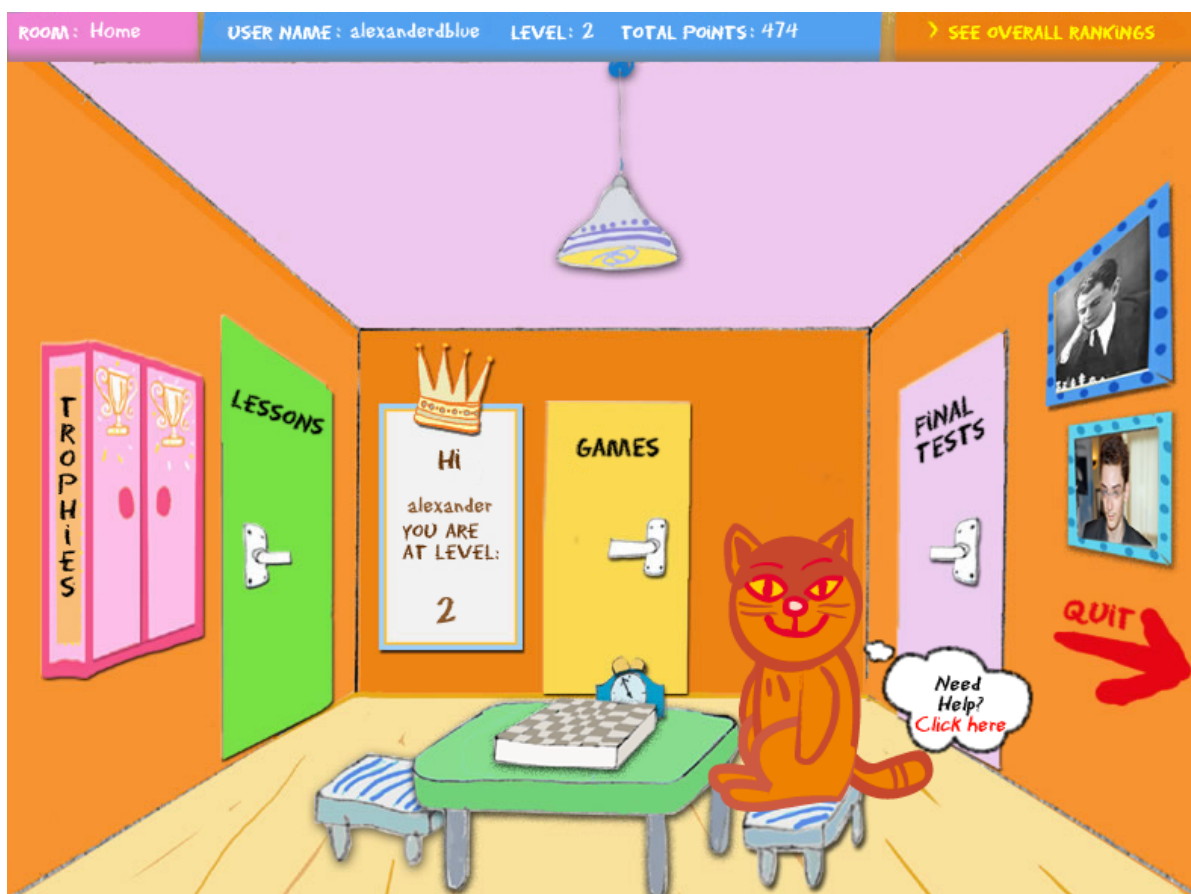 ROOM: Home
USER NAME: alexanderdblue LEVEL: 2 TOTAL POINTS: 474
> SEE OVERALL RANKINGS
TROPHIES
LESSONS
Hi
alexander
YOU ARE
AT LEVEL:
2
GAMES
FINAL
TESTS
QUIT
Need
Help?
Click here